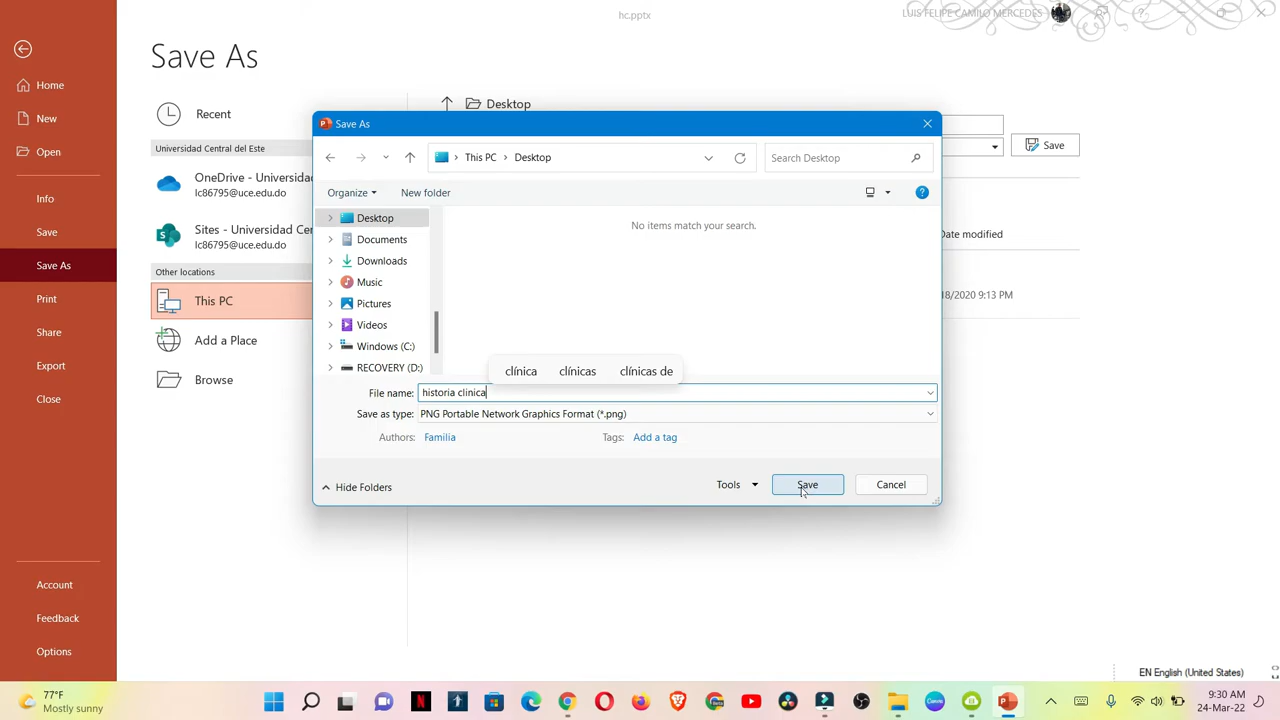 hc.pptx
LUIS FELIPE CAMILO MERCEDES
?
Save As
Home
New
Open
Info
Save
Save As
Print
Share
Export
Close
Account
Feedback
Options
Recent
Universidad Central del Este
OneDrive - Universida
lc86795@uce.edu.do
Sites - Universidad Cen
lc86795@uce.edu.do
Other locations
This PC
Add a Place
Browse
Desktop
Save
Date modified
18/2020 9:13 PM
Save As
This PC > Desktop
Search Desktop
Organize
New folder
?
Desktop
Documents
Downloads
Music
Pictures
Videos
Windows (C:)
RECOVERY (D:)
No items match your search.
clínica clínicas clínicas de
File name: historia clinica
Save as type: PNG Portable Network Graphics Format (*.png)
Authors: Familia
Tags: Add a tag
Hide Folders
Tools
Save
Cancel
EN English (United States)
77°F
Mostly sunny
9:30 AM
24-Mar-22